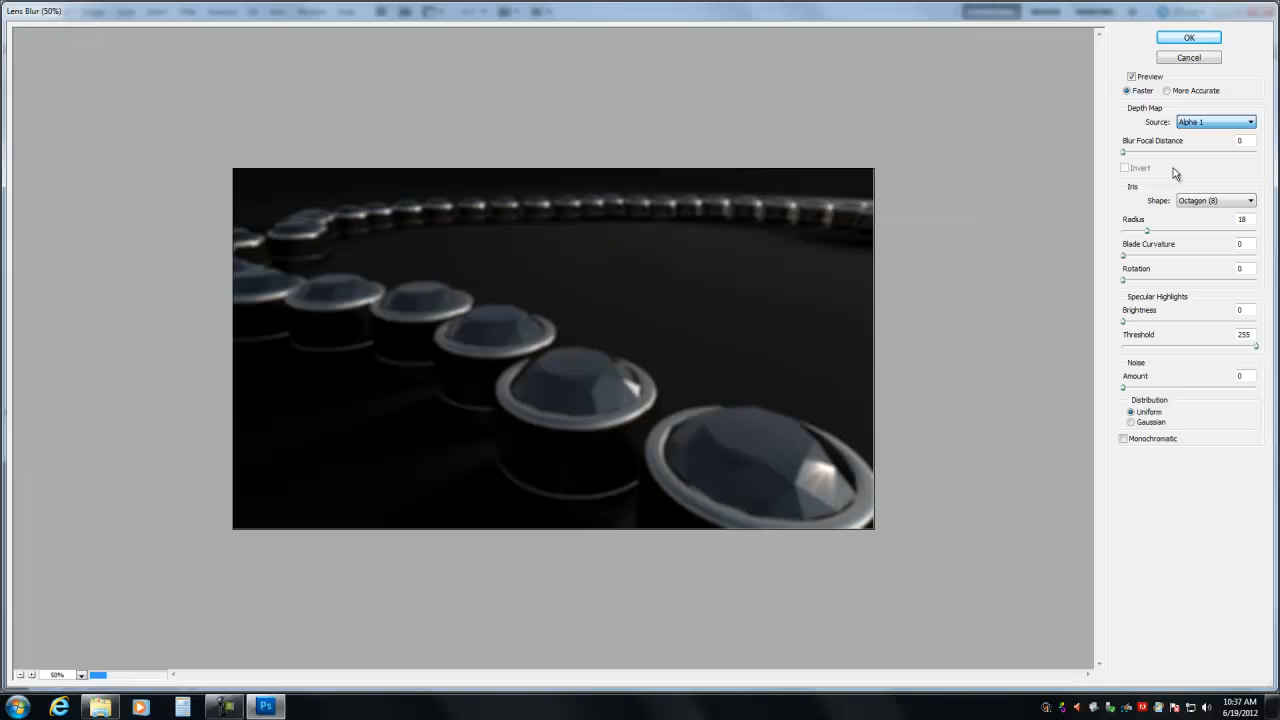 Lens Blur (50%)
OK
Cancel
Preview
Faster
More Accurate
Depth Map
Source: Alpha 1
Blur Focal Distance 0
Invert
Iris
Shape: Octagon (8)
Radius 18
Blade Curvature 0
Rotation 0
Specular Highlights
Brightness 0
Threshold 255
Noise
Amount 0
Distribution
Uniform
Gaussian
Monochromatic
50%
Ps
10:37 AM
6/19/2012